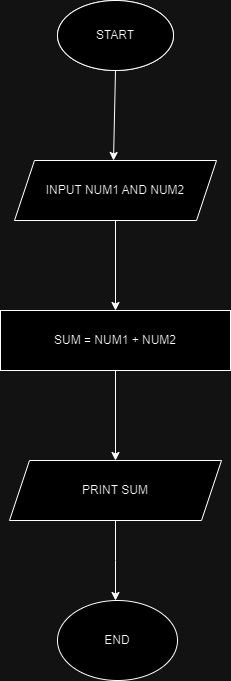 START
INPUT NUM1 AND NUM2
SUM = NUM1 + NUM2
PRINT SUM
END